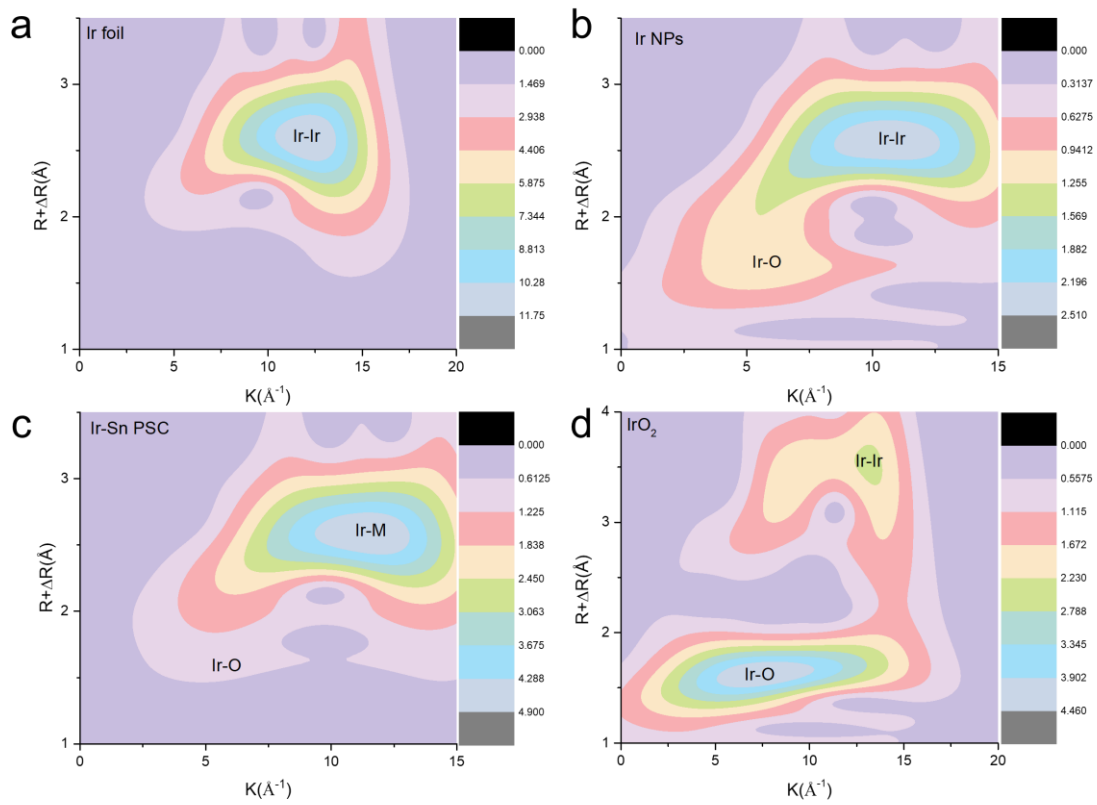 a
Ir foil
Ir-Ir
R+ΔR(Å)
3
2
1
0
5
10
15
20
K(Å⁻¹)
0.000
1.469
2.938
4.406
5.875
7.344
8.813
10.28
11.75
b
Ir NPs
Ir-Ir
Ir-O
R+ΔR(Å)
3
2
1
0
5
10
15
K(Å⁻¹)
0.000
0.3137
0.6275
0.9412
1.255
1.569
1.882
2.196
2.510
c
Ir-Sn PSC
Ir-M
Ir-O
R+ΔR(Å)
3
2
1
0
5
10
15
K(Å⁻¹)
0.000
0.6125
1.225
1.838
2.450
3.063
3.675
4.288
4.900
d
IrO₂
Ir-Ir
Ir-O
R+ΔR(Å)
4
3
2
1
0
5
10
15
20
K(Å⁻¹)
0.000
0.5575
1.115
1.672
2.230
2.788
3.345
3.902
4.460